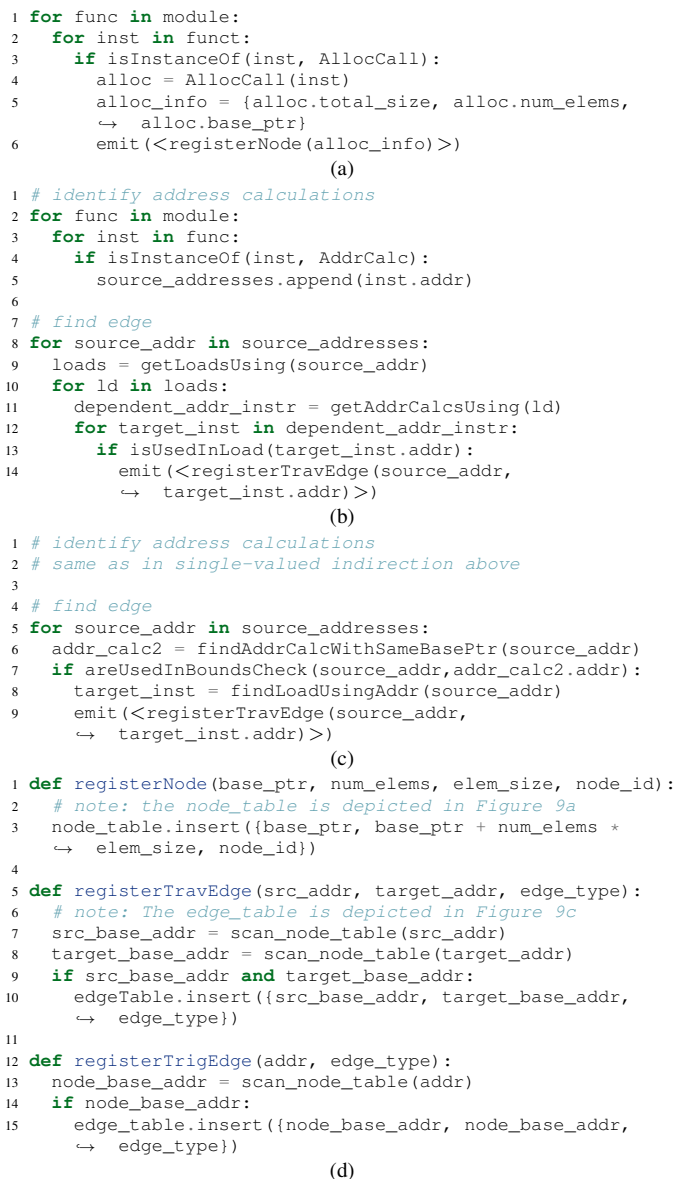 1 for func in module:
2   for inst in funct:
3     if isInstanceOf(inst, AllocCall):
4       alloc = AllocCall(inst)
5       alloc_info = {alloc.total_size, alloc.num_elems,
↪ alloc.base_ptr}
6       emit(<registerNode(alloc_info)>)
(a)
1 # identify address calculations
2 for func in module:
3   for inst in func:
4     if isInstanceOf(inst, AddrCalc):
5       source_addresses.append(inst.addr)
6
7 # find edge
8 for source_addr in source_addresses:
9   loads = getLoadsUsing(source_addr)
10   for ld in loads:
11     dependent_addr_instr = getAddrCalcsUsing(ld)
12     for target_inst in dependent_addr_instr:
13       if isUsedInLoad(target_inst.addr):
14         emit(<registerTravEdge(source_addr,
↪ target_inst.addr)>)
(b)
1 # identify address calculations
2 # same as in single-valued indirection above
3
4 # find edge
5 for source_addr in source_addresses:
6   addr_calc2 = findAddrCalcWithSameBasePtr(source_addr)
7   if areUsedInBoundsCheck(source_addr,addr_calc2.addr):
8     target_inst = findLoadUsingAddr(source_addr)
9     emit(<registerTravEdge(source_addr,
↪ target_inst.addr)>)
(c)
1 def registerNode(base_ptr, num_elems, elem_size, node_id):
2   # note: the node_table is depicted in Figure 9a
3   node_table.insert({base_ptr, base_ptr + num_elems *
↪ elem_size, node_id})
4
5 def registerTravEdge(src_addr, target_addr, edge_type):
6   # note: The edge_table is depicted in Figure 9c
7   src_base_addr = scan_node_table(src_addr)
8   target_base_addr = scan_node_table(target_addr)
9   if src_base_addr and target_base_addr:
10     edgeTable.insert({src_base_addr, target_base_addr,
↪ edge_type})
11
12 def registerTrigEdge(addr, edge_type):
13   node_base_addr = scan_node_table(addr)
14   if node_base_addr:
15     edge_table.insert({node_base_addr, node_base_addr,
↪ edge_type})
(d)